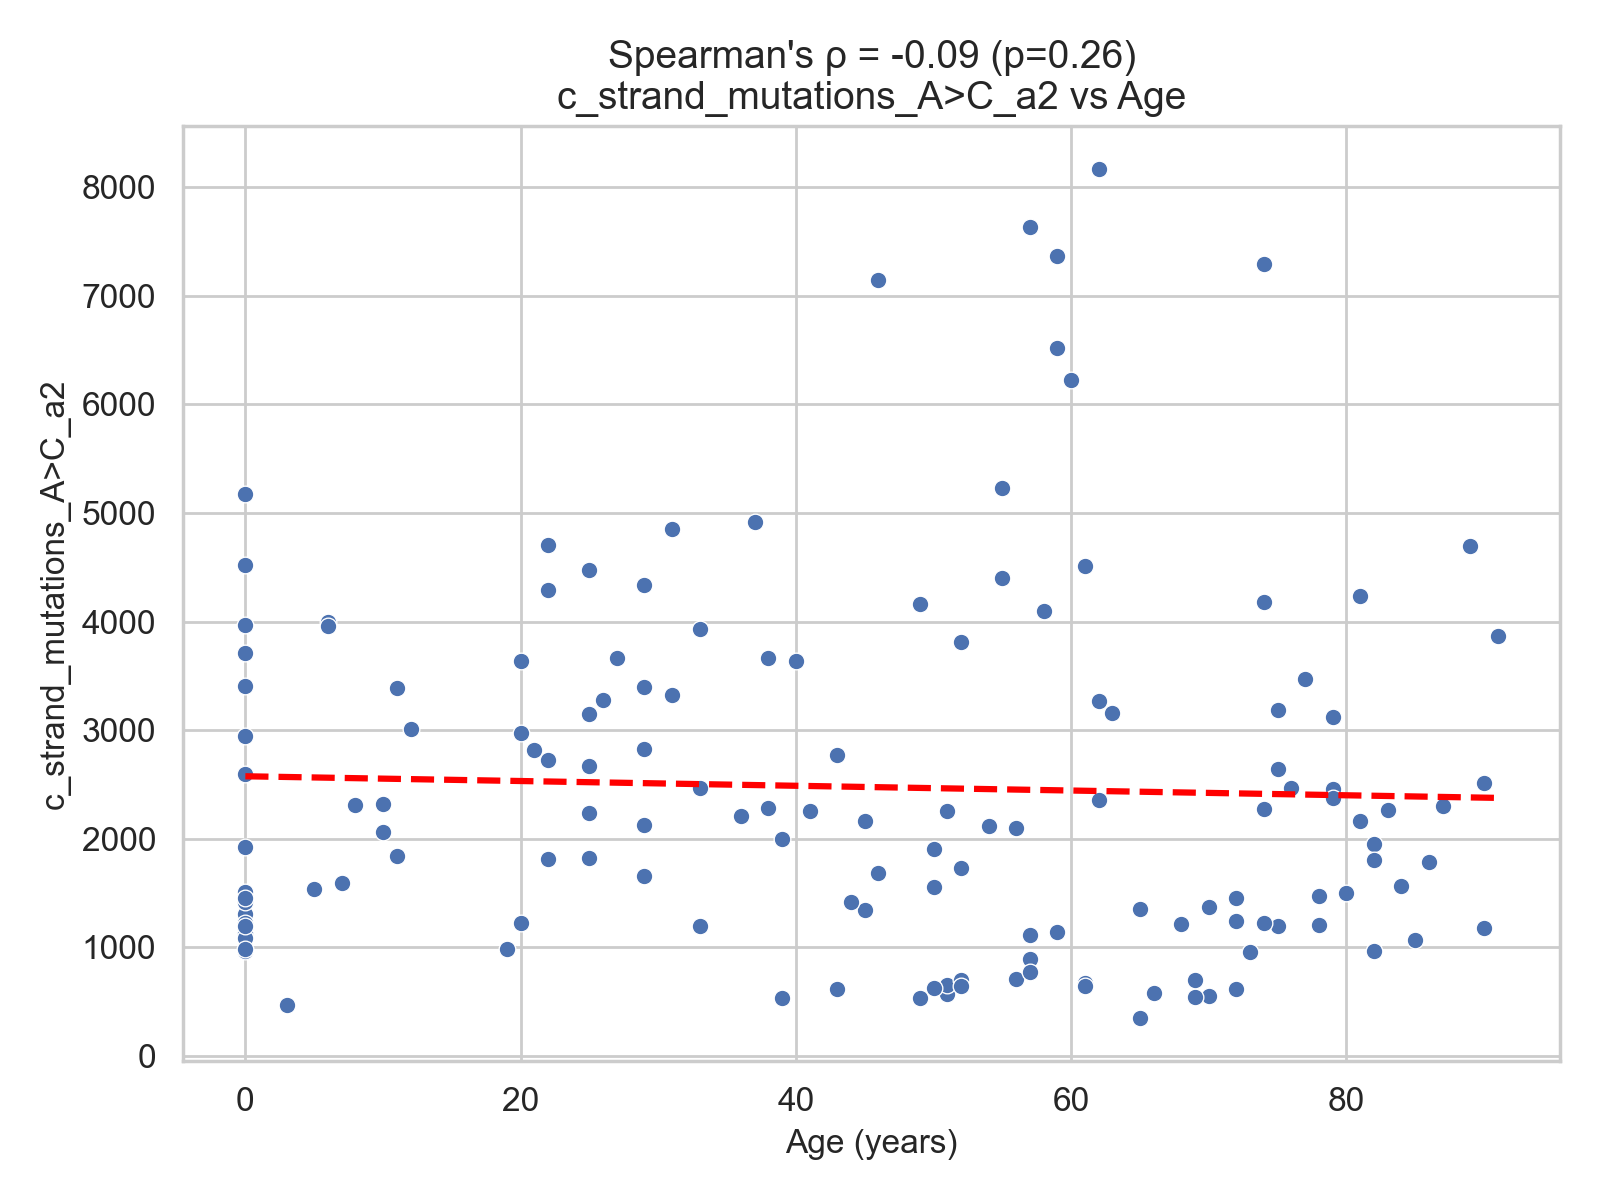 Spearman's ρ = -0.09 (p=0.26)
c_strand_mutations_A>C_a2 vs Age
c_strand_mutations_A>C_a2
8000
7000
6000
5000
4000
3000
2000
1000
0
0 20 40 60 80
Age (years)